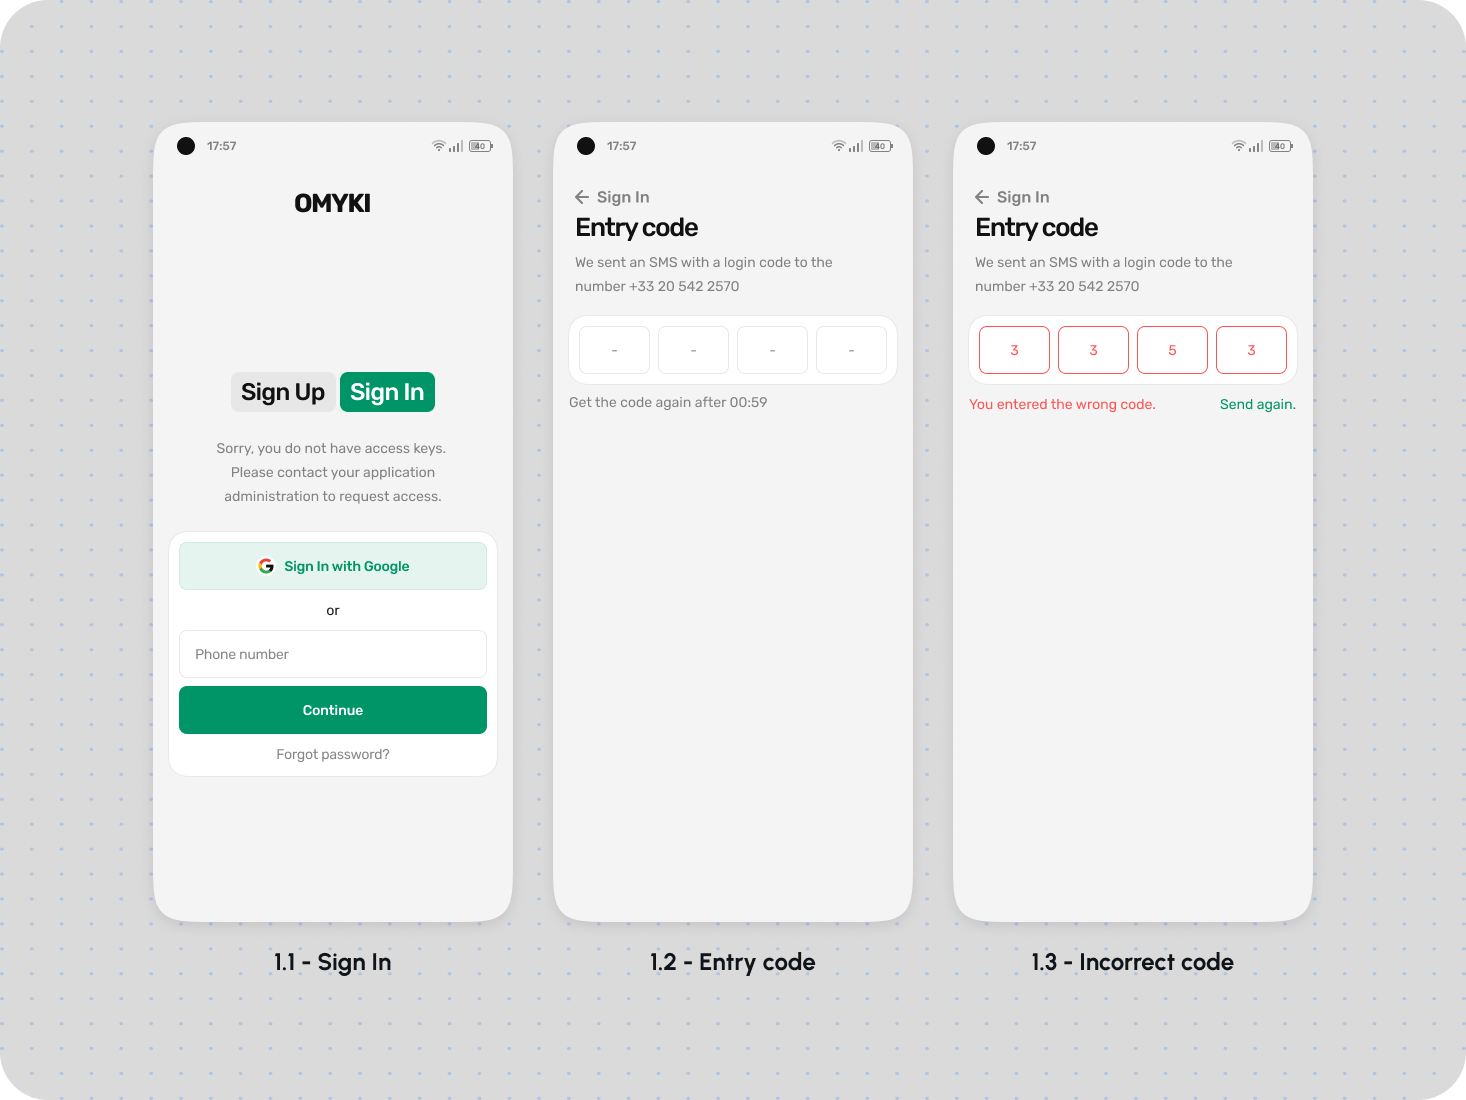 17:57
40
OMYKI
Sign Up Sign In
Sorry, you do not have access keys.
Please contact your application
administration to request access.
Sign In with Google
or
Phone number
Continue
Forgot password?
1.1 - Sign In
17:57
40
Sign In
Entry code
We sent an SMS with a login code to the
number +33 20 542 2570
- - - -
Get the code again after 00:59
1.2 - Entry code
17:57
40
Sign In
Entry code
We sent an SMS with a login code to the
number +33 20 542 2570
3 3 5 3
You entered the wrong code. Send again.
1.3 - Incorrect code